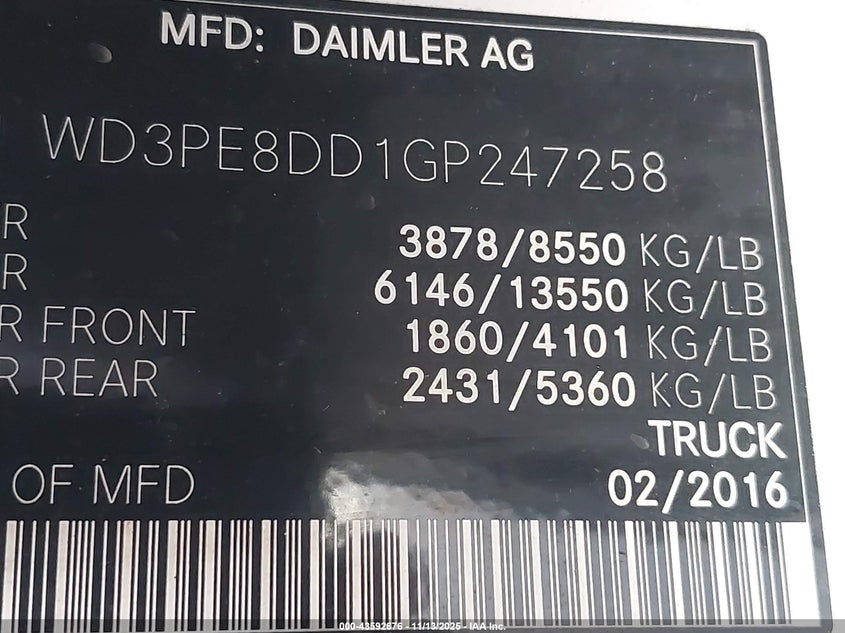 MFD: DAIMLER AG
WD3PE8DD1GP247258
R 3878/8550 KG/LB
R 6146/13550 KG/LB
R FRONT 1860/4101 KG/LB
R REAR 2431/5360 KG/LB
TRUCK
OF MFD 02/2016
000-43592676 - 11/13/2025 - IAA Inc.